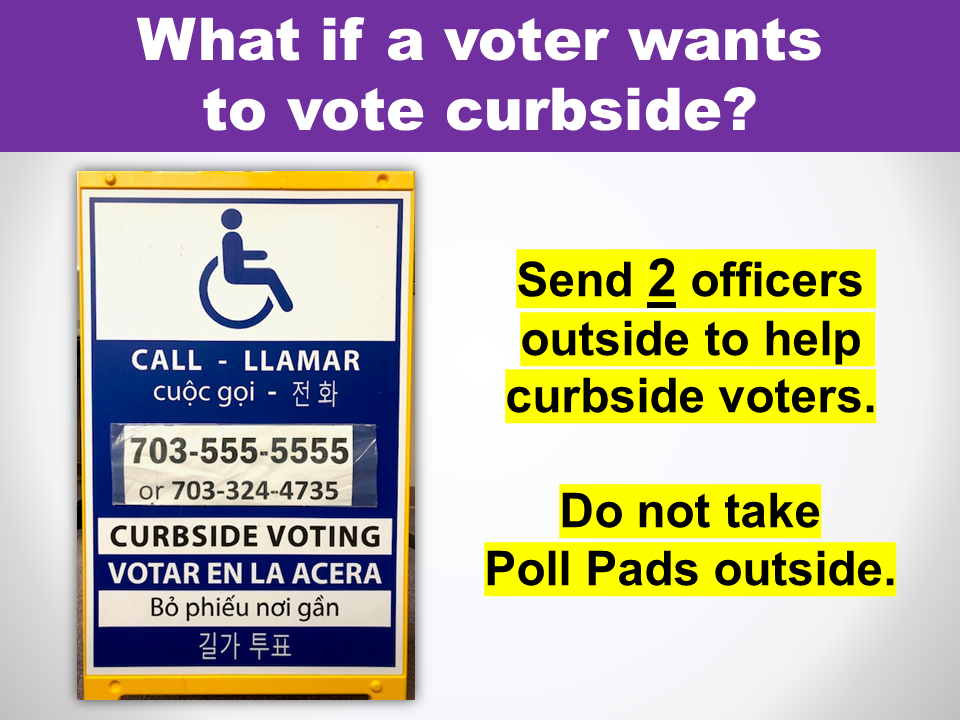 What if a voter wants
to vote curbside?
CALL - LLAMAR
cuộc gọi - 전화
703-555-5555
or 703-324-4735
CURBSIDE VOTING
VOTAR EN LA ACERA
Bỏ phiếu nơi gần
길가 투표
Send 2 officers
outside to help
curbside voters.
Do not take
Poll Pads outside.